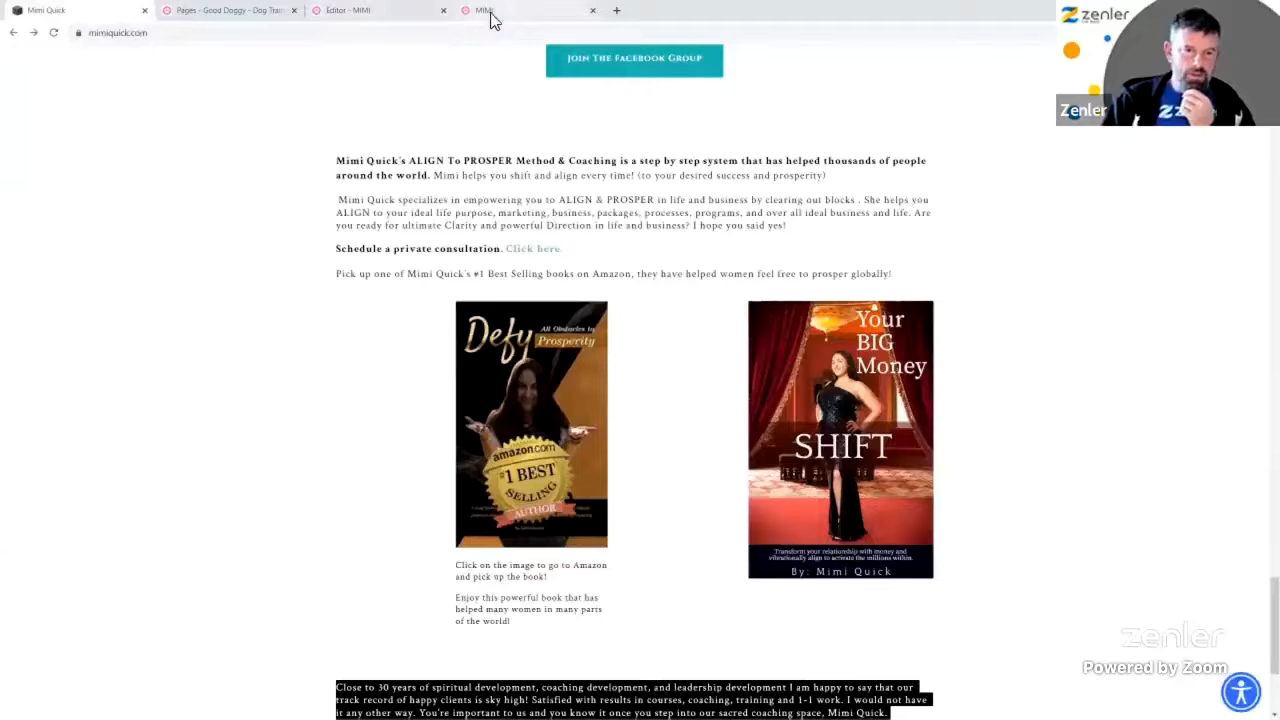 Mimi Quick
Pages - Good Doggy - Dog Train
Editor - MIMI
MIMI
mimiquick.com
zenler
Zenler
JOIN THE FACEBOOK GROUP
Mimi Quick's ALIGN To PROSPER Method & Coaching is a step by step system that has helped thousands of people
around the world. Mimi helps you shift and align every time! (to your desired success and prosperity)
Mimi Quick specializes in empowering you to ALIGN & PROSPER in life and business by clearing out blocks . She helps you
ALIGN to your ideal life purpose, marketing, business, packages, processes, programs, and over all ideal business and life. Are
you ready for ultimate Clarity and powerful Direction in life and business? I hope you said yes!
Schedule a private consultation. Click here.
Pick up one of Mimi Quick's #1 Best Selling books on Amazon, they have helped women feel free to prosper globally!
Defy
All Obstacles to
Prosperity
amazon.com
#1 BEST
SELLING
AUTHOR
Click on the image to go to Amazon
and pick up the book!
Enjoy this powerful book that has
helped many women in many parts
of the world!
Your
BIG
Money
SHIFT
Transform your relationship with money and
vibrationally align to activate the millions within.
By: Mimi Quick
Close to 30 years of spiritual development, coaching development, and leadership development I am happy to say that our
track record of happy clients is sky high! Satisfied with results in courses, coaching, training and 1-1 work. I would not have
it any other way. You're important to us and you know it once you step into our sacred coaching space, Mimi Quick.
zenler
Powered by Zoom